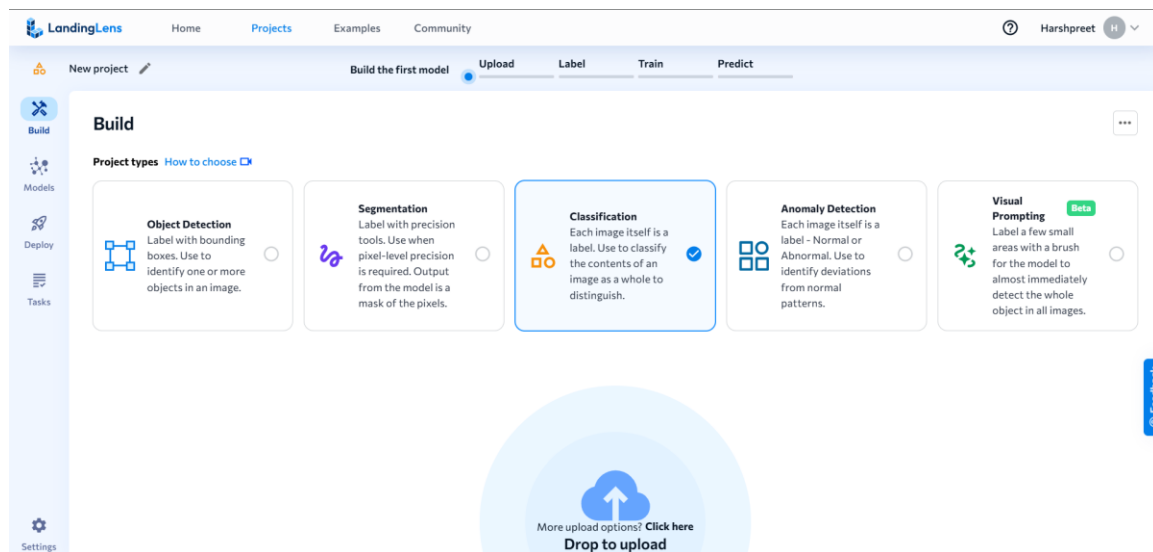 LandingLens
Home
Projects
Examples
Community
Harshpreet
H
New project
Build the first model
Upload
Label
Train
Predict
Build
Models
Deploy
Tasks
Settings
Build
Project types How to choose
Object Detection
Label with bounding
boxes. Use to
identify one or more
objects in an image.
Segmentation
Label with precision
tools. Use when
pixel-level precision
is required. Output
from the model is a
mask of the pixels.
Classification
Each image itself is a
label. Use to classify
the contents of an
image as a whole to
distinguish.
Anomaly Detection
Each image itself is a
label - Normal or
Abnormal. Use to
identify deviations
from normal
patterns.
Visual
Prompting
Beta
Label a few small
areas with a brush
for the model to
almost immediately
detect the whole
object in all images.
More upload options? Click here
Drop to upload